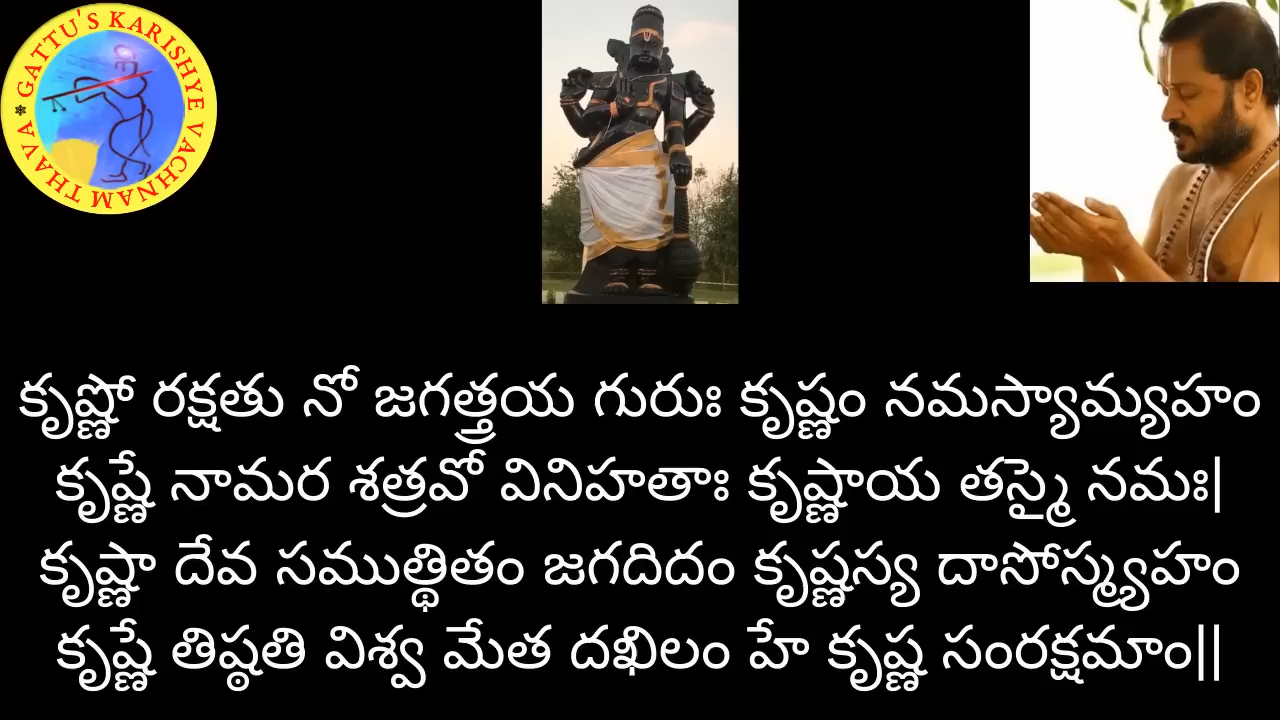 GATTU'S KARISHYE VACHNAM THAVA
కృష్ణో రక్షతు నో జగత్త్రయ గురుః కృష్ణం నమస్యామ్యహం
కృష్ణే నామర శత్రవో వినిహతాః కృష్ణాయ తస్మై నమః|
కృష్ణా దేవ సముత్థితం జగదిదం కృష్ణస్య దాసోస్మ్యహం
కృష్ణే తిష్ఠతి విశ్వ మేత దఖిలం హే కృష్ణ సంరక్షమాం||